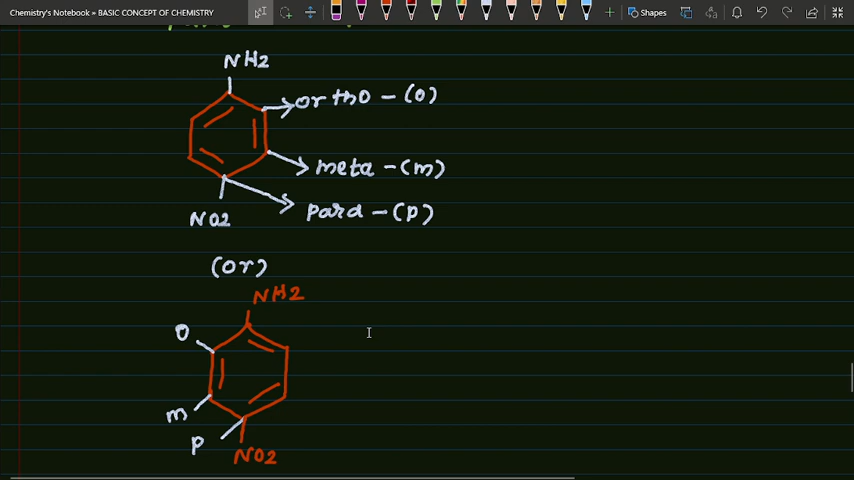 Chemistry's Notebook » BASIC CONCEPT OF CHEMISTRY
Shapes
NH2
orthO - (O)
meta - (m)
para - (p)
NO2
(Or)
NH2
O
m
p
NO2